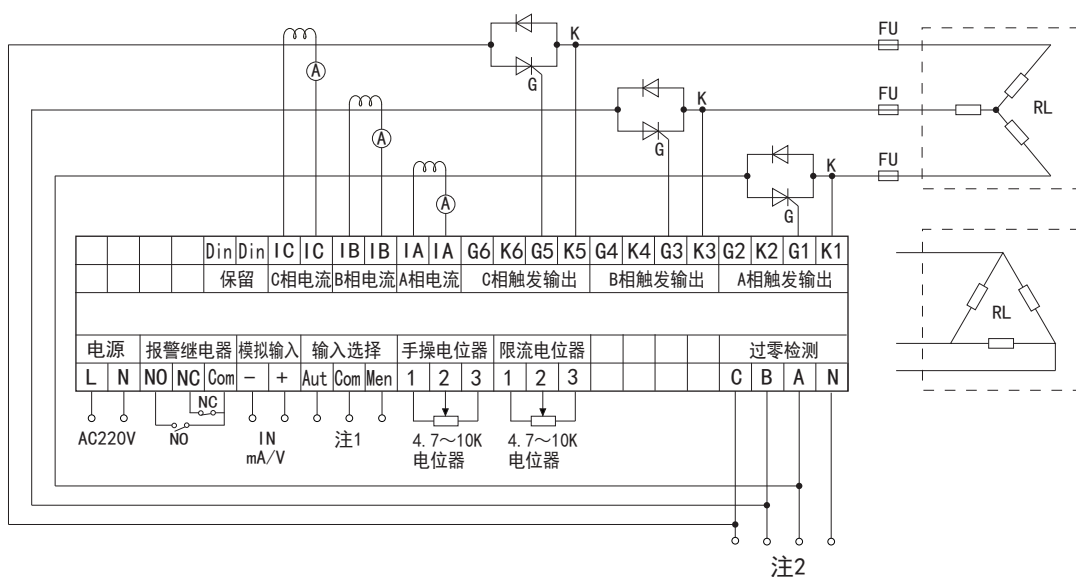 FU
K
A
G
FU
K
RL
A
G
FU
K
A
G
Din Din IC IC IB IB IA IA G6 K6 G5 K5 G4 K4 G3 K3 G2 K2 G1 K1
保留 C相电流 B相电流 A相电流 C相触发输出 B相触发输出 A相触发输出
RL
电源 报警继电器 模拟输入 输入选择 手操电位器 限流电位器 过零检测
L N NO NC Com － + Aut Com Men 1 2 3 1 2 3 C B A N
NC
AC220V NO IN 注1 4.7～10K 4.7～10K
mA/V 电位器 电位器
注2